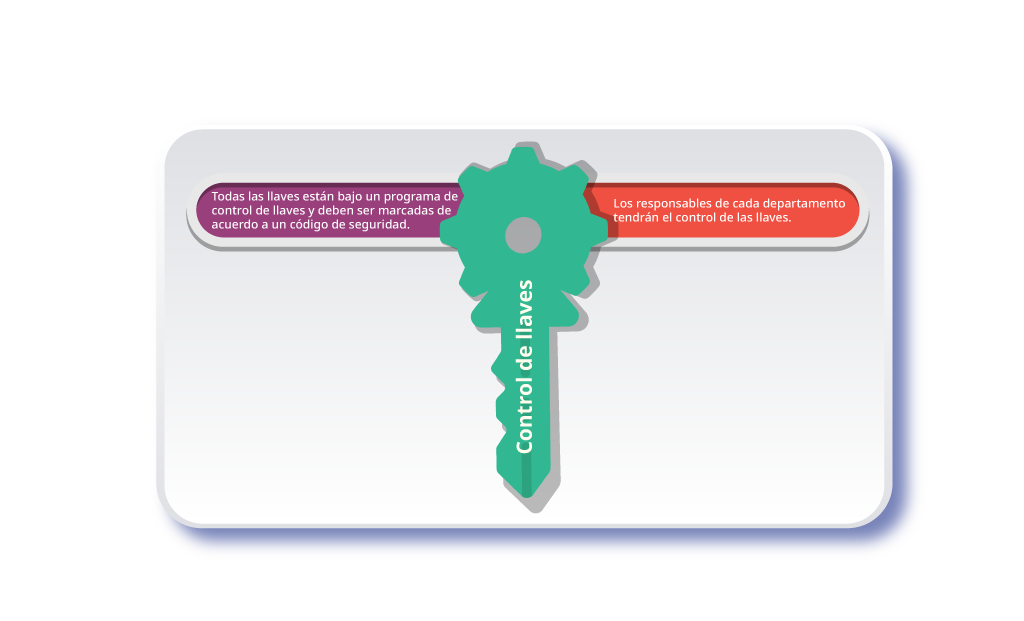 Todas las llaves están bajo un programa de
control de llaves y deben ser marcadas de
acuerdo a un código de seguridad.
Los responsables de cada departamento
tendrán el control de las llaves.
Control de llaves